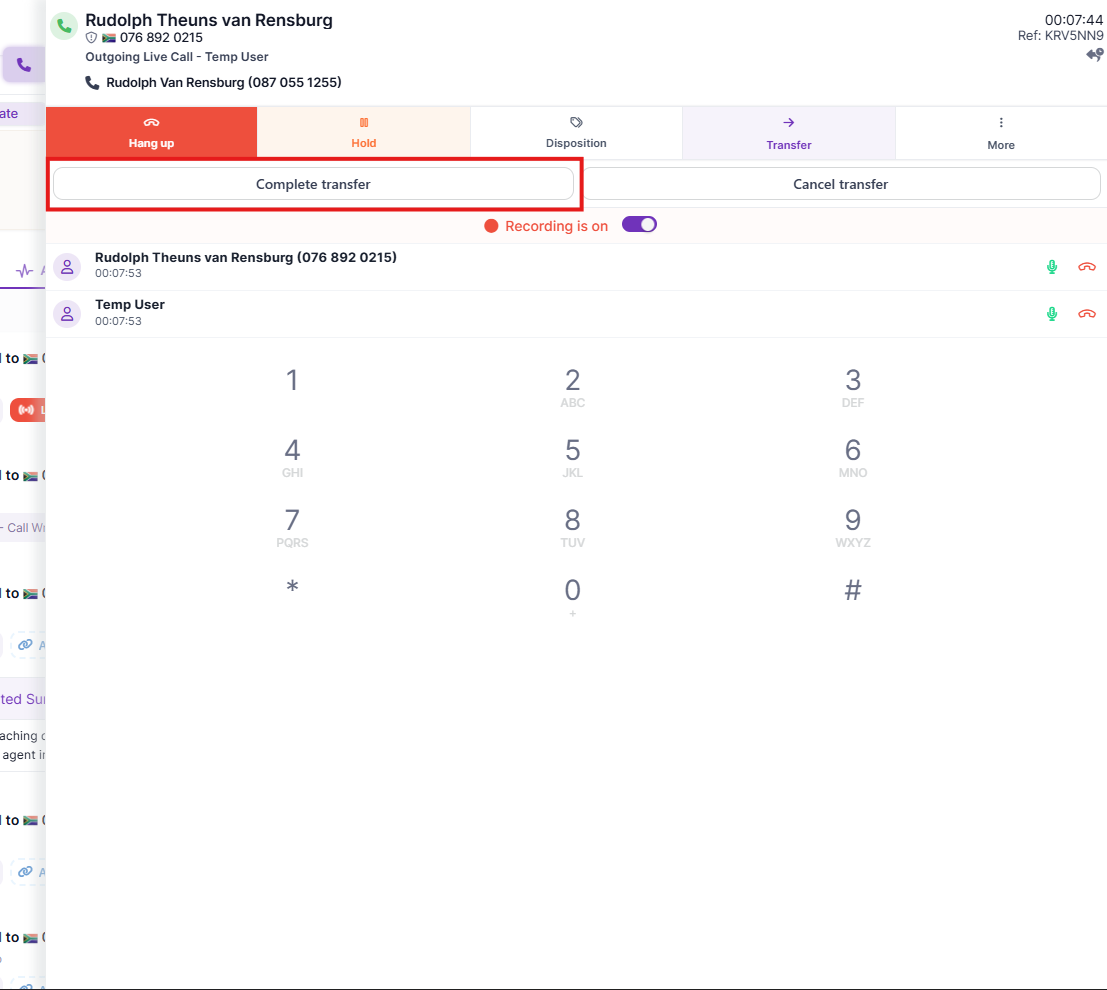 Rudolph Theuns van Rensburg
076 892 0215
Outgoing Live Call - Temp User
Rudolph Van Rensburg (087 055 1255)
00:07:44
Ref: KRV5NN9
Hang up
Hold
Disposition
Transfer
More
Complete transfer
Cancel transfer
Recording is on
Rudolph Theuns van Rensburg (076 892 0215)
00:07:53
Temp User
00:07:53
1
2
ABC
3
DEF
4
GHI
5
JKL
6
MNO
7
PQRS
8
TUV
9
WXYZ
*
0
+
#
ate
A
to
L
to
- Call Wr
to
A
ted Sur
aching
agent in
to
A
to